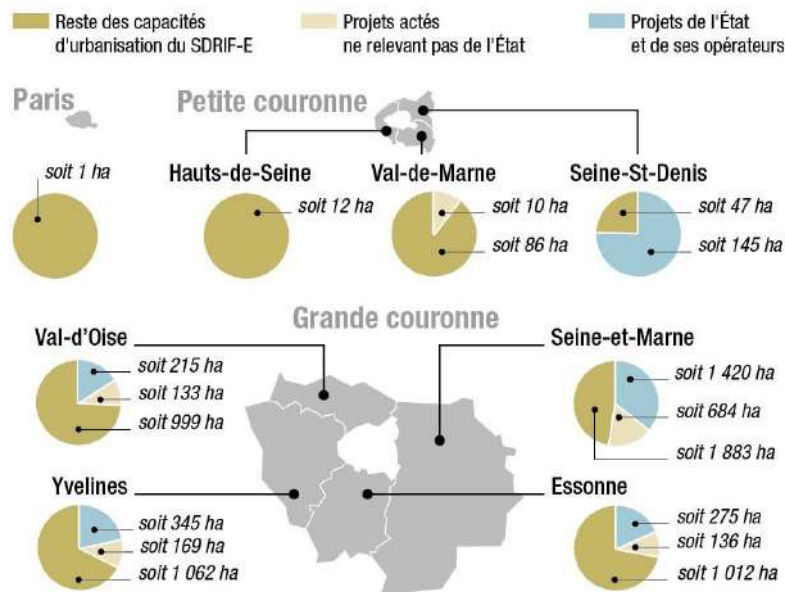 Reste des capacités
d'urbanisation du SDRIF-E
Projets actés
ne relevant pas de l'État
Projets de l'État
et de ses opérateurs
Paris
soit 1 ha
Petite couronne
Hauts-de-Seine
soit 12 ha
Val-de-Marne
soit 10 ha
soit 86 ha
Seine-St-Denis
soit 47 ha
soit 145 ha
Grande couronne
Val-d'Oise
soit 215 ha
soit 133 ha
soit 999 ha
Seine-et-Marne
soit 1 420 ha
soit 684 ha
soit 1 883 ha
Yvelines
soit 345 ha
soit 169 ha
soit 1 062 ha
Essonne
soit 275 ha
soit 136 ha
soit 1 012 ha